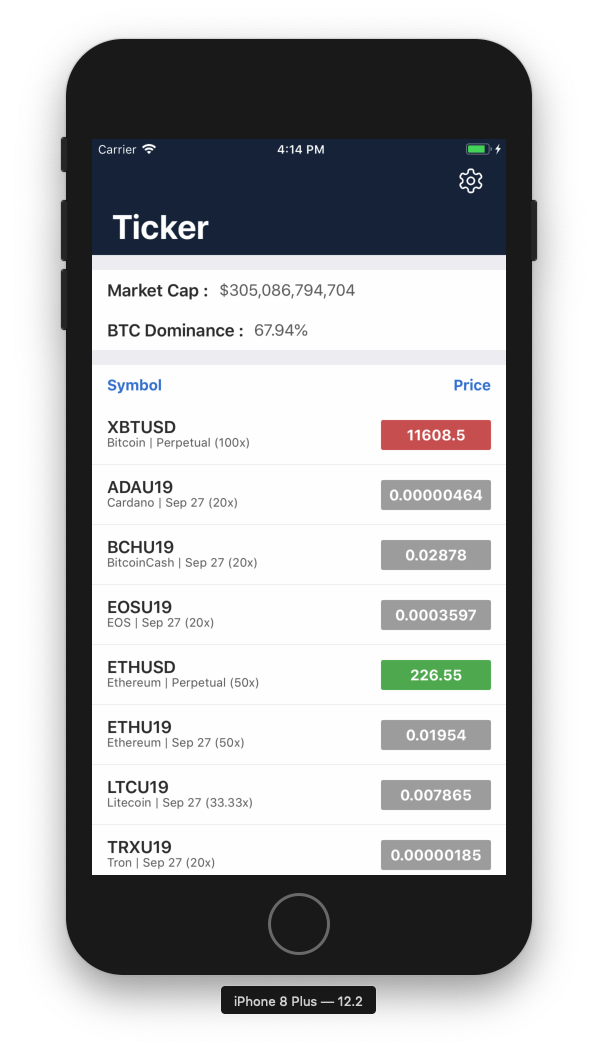 Carrier 4:14 PM
Ticker
Market Cap : $305,086,794,704
BTC Dominance : 67.94%
Symbol Price
XBTUSD
Bitcoin | Perpetual (100x)
11608.5
ADAU19
Cardano | Sep 27 (20x)
0.00000464
BCHU19
BitcoinCash | Sep 27 (20x)
0.02878
EOSU19
EOS | Sep 27 (20x)
0.0003597
ETHUSD
Ethereum | Perpetual (50x)
226.55
ETHU19
Ethereum | Sep 27 (50x)
0.01954
LTCU19
Litecoin | Sep 27 (33.33x)
0.007865
TRXU19
Tron | Sep 27 (20x)
0.00000185
iPhone 8 Plus — 12.2